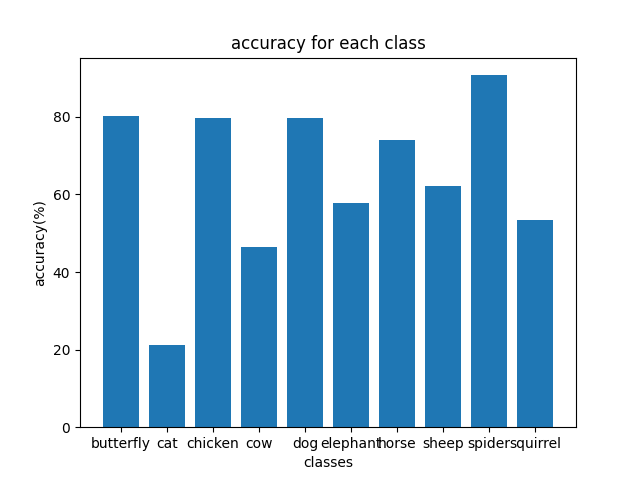 accuracy for each class
accuracy(%)
80
60
40
20
0
butterfly cat chicken cow dog elephant horse sheep spider squirrel
classes